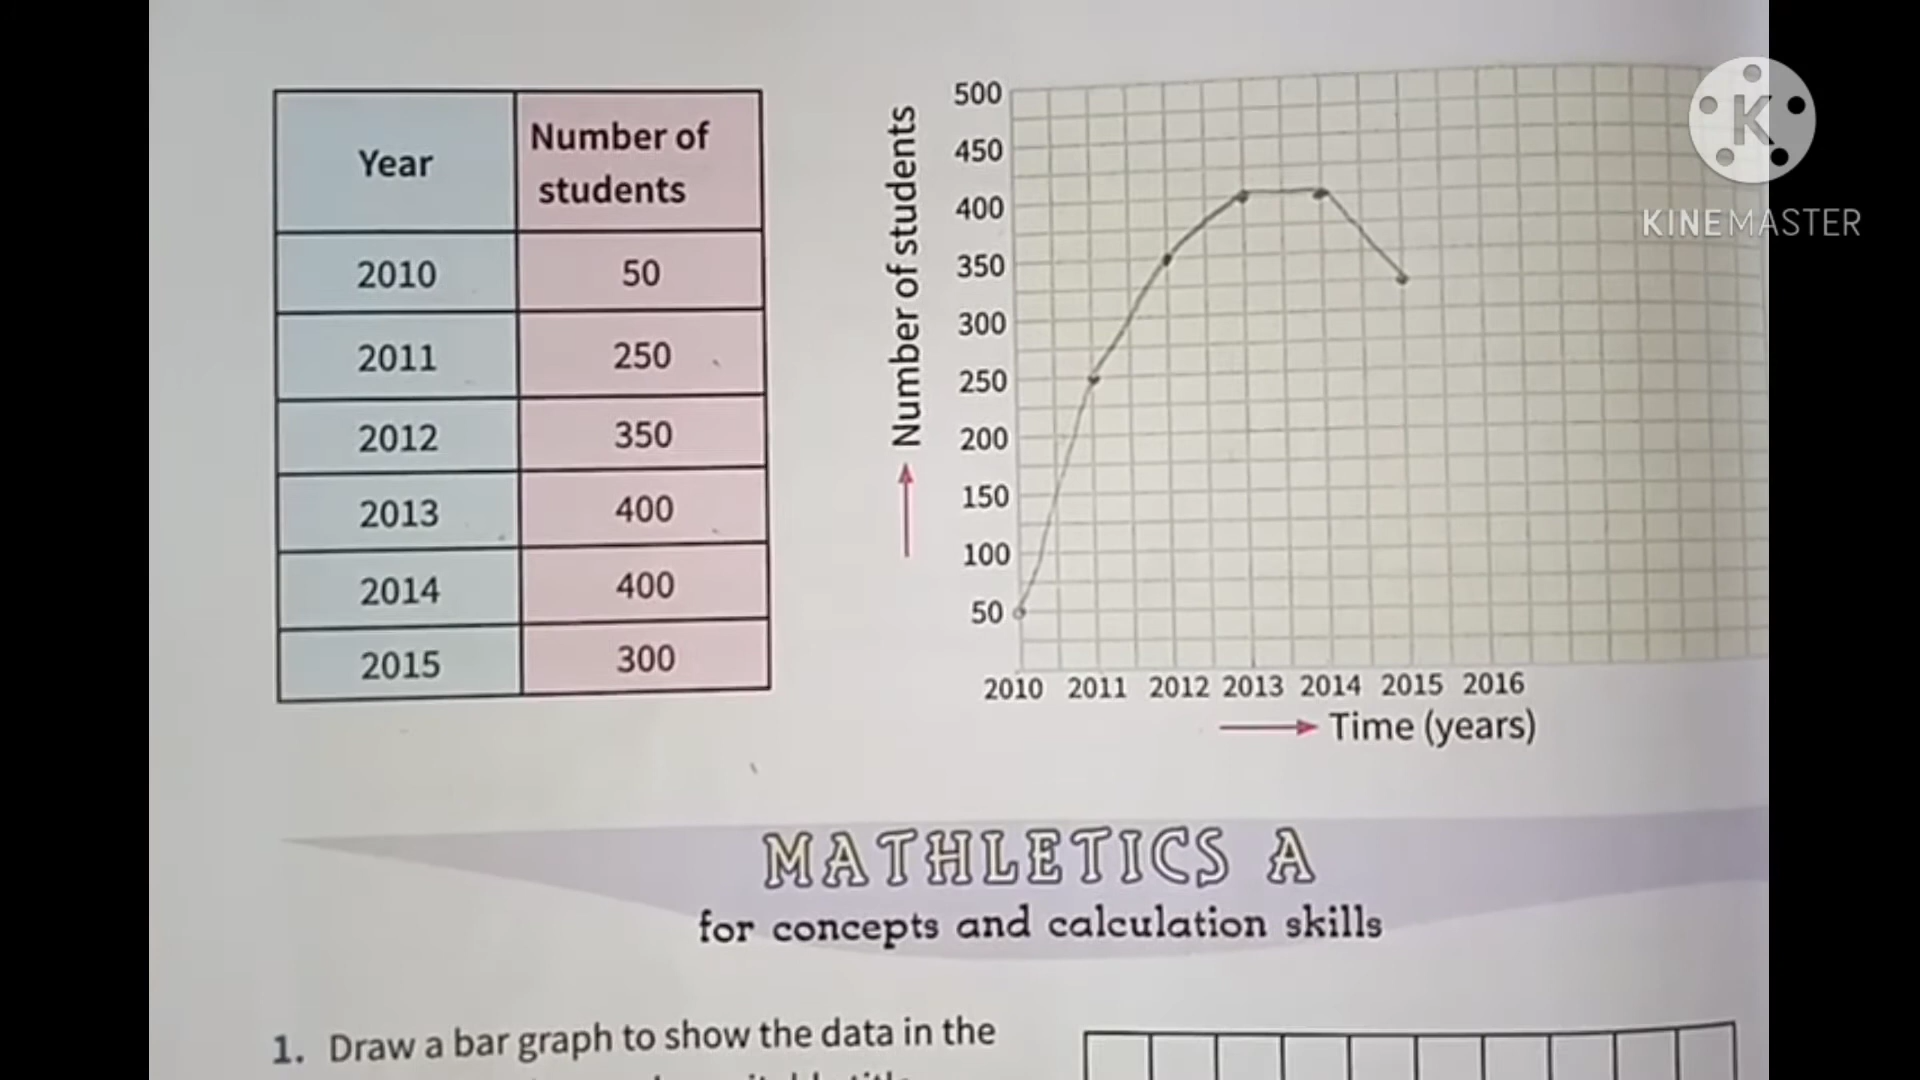 Year
Number of
students
2010 50
2011 250
2012 350
2013 400
2014 400
2015 300
Number of students
500
450
400
350
300
250
200
150
100
50
2010 2011 2012 2013 2014 2015 2016
Time (years)
K
KINEMASTER
MATHLETICS A
for concepts and calculation skills
1. Draw a bar graph to show the data in the